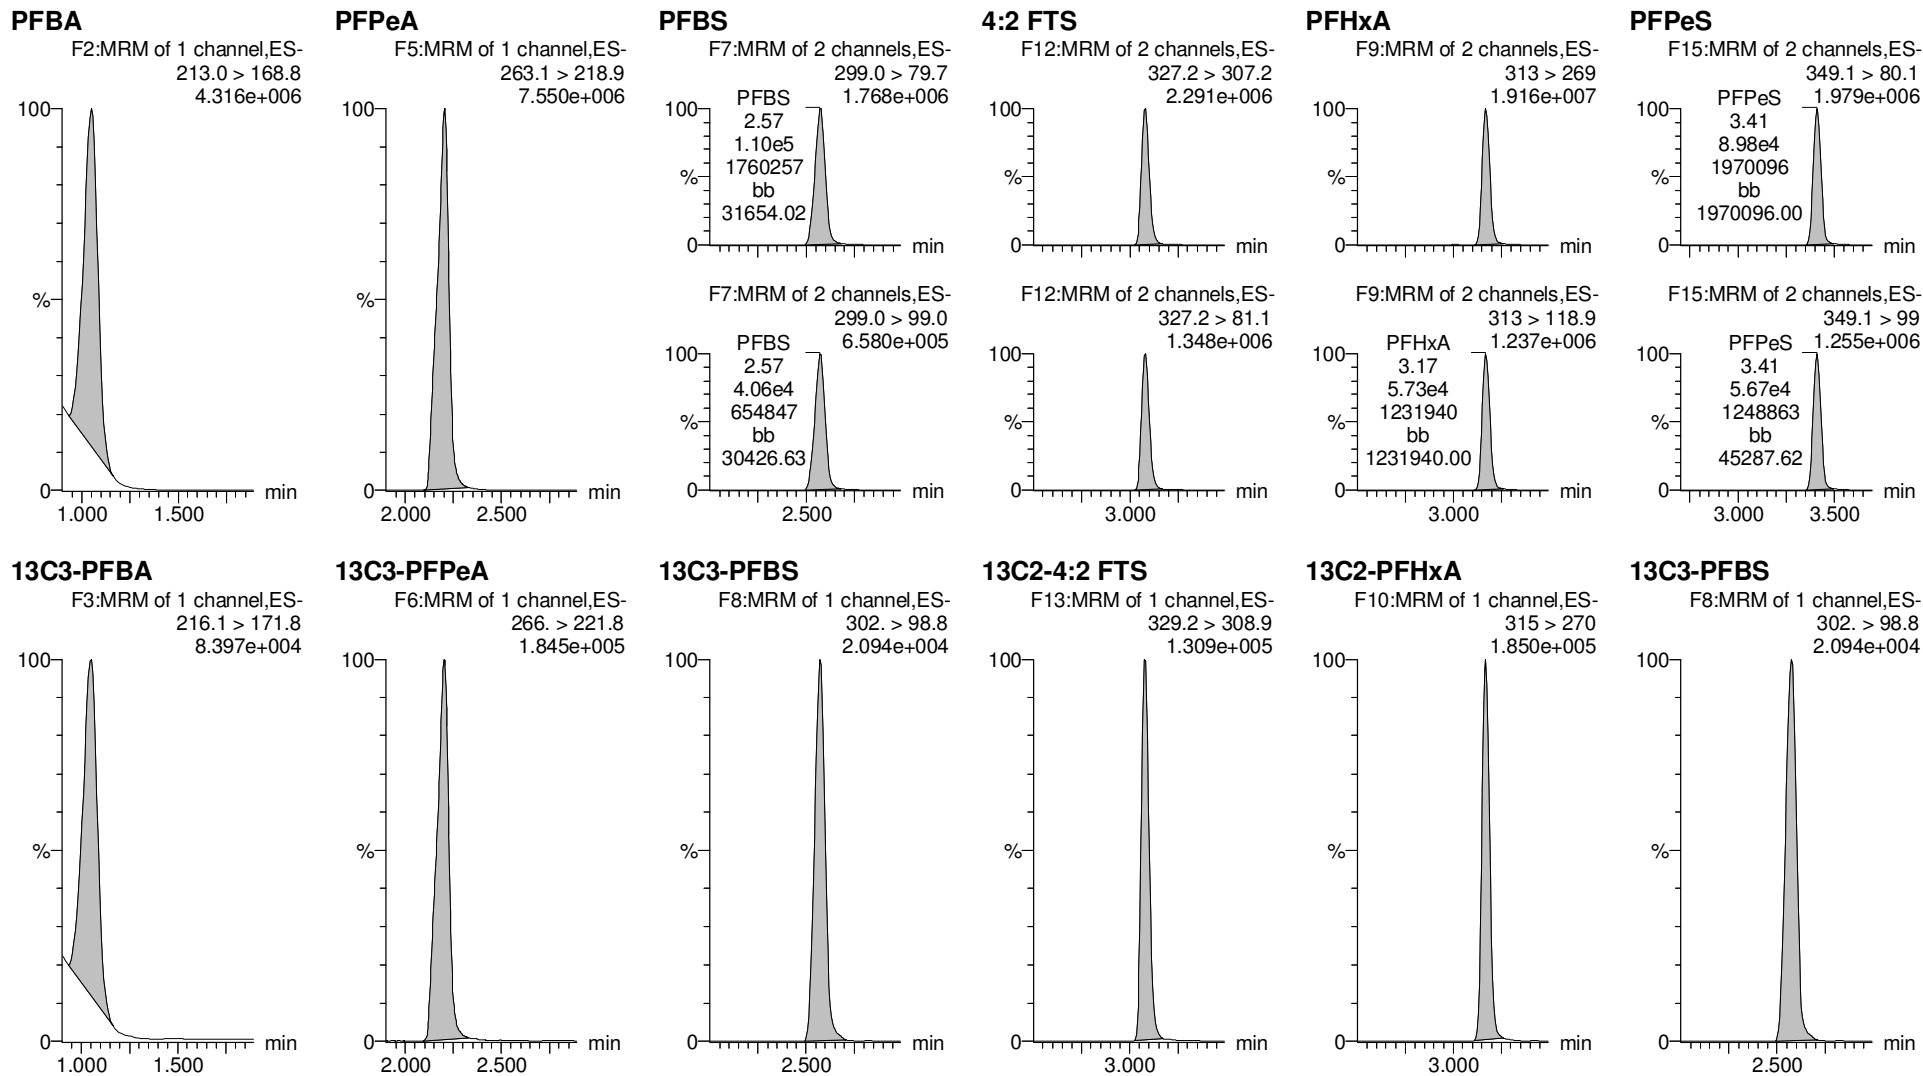 PFBA
F2:MRM of 1 channel,ES-
213.0 > 168.8
4.316e+006
100
%
0
min
1.000 1.500
PFPeA
F5:MRM of 1 channel,ES-
263.1 > 218.9
7.550e+006
100
%
0
min
2.000 2.500
PFBS
F7:MRM of 2 channels,ES-
299.0 > 79.7
1.768e+006
100
PFBS
2.57
1.10e5
1760257
bb
31654.02
%
0
min
F7:MRM of 2 channels,ES-
299.0 > 99.0
6.580e+005
100
PFBS
2.57
4.06e4
654847
bb
30426.63
%
0
min
2.500
4:2 FTS
F12:MRM of 2 channels,ES-
327.2 > 307.2
2.291e+006
100
%
0
min
F12:MRM of 2 channels,ES-
327.2 > 81.1
1.348e+006
100
%
0
min
3.000
PFHxA
F9:MRM of 2 channels,ES-
313 > 269
1.916e+007
100
%
0
min
F9:MRM of 2 channels,ES-
313 > 118.9
1.237e+006
100
PFHxA
3.17
5.73e4
1231940
bb
1231940.00
%
0
min
3.000
PFPeS
F15:MRM of 2 channels,ES-
349.1 > 80.1
1.979e+006
100
PFPeS
3.41
8.98e4
1970096
bb
1970096.00
%
0
min
F15:MRM of 2 channels,ES-
349.1 > 99
1.255e+006
100
PFPeS
3.41
5.67e4
1248863
bb
45287.62
%
0
min
3.000 3.500
13C3-PFBA
F3:MRM of 1 channel,ES-
216.1 > 171.8
8.397e+004
100
%
0
min
1.000 1.500
13C3-PFPeA
F6:MRM of 1 channel,ES-
266. > 221.8
1.845e+005
100
%
0
min
2.000 2.500
13C3-PFBS
F8:MRM of 1 channel,ES-
302. > 98.8
2.094e+004
100
%
0
min
2.500
13C2-4:2 FTS
F13:MRM of 1 channel,ES-
329.2 > 308.9
1.309e+005
100
%
0
min
3.000
13C2-PFHxA
F10:MRM of 1 channel,ES-
315 > 270
1.850e+005
100
%
0
min
3.000
13C3-PFBS
F8:MRM of 1 channel,ES-
302. > 98.8
2.094e+004
100
%
0
min
2.500